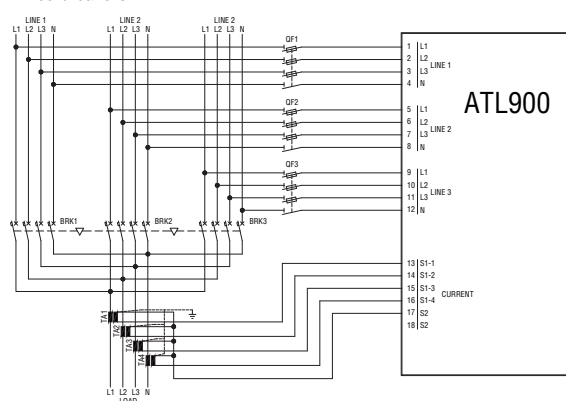 LINE 1 LINE 2 LINE 2
L1 L2 L3 N L1 L2 L3 N L1 L2 L3 N
QF1
1 L1
2 L2
3 L3
4 N
LINE 1
ATL900
QF2
5 L1
6 L2
7 L3
8 N
LINE 2
QF3
9 L1
10 L2
11 L3
12 N
LINE 3
BRK1 BRK2 BRK3
13 S1-1
14 S1-2
15 S1-3
16 S1-4
17 S2
18 S2
CURRENT
TA1
TA2
TA3
TA4
L1 L2 L3 N
LOAD